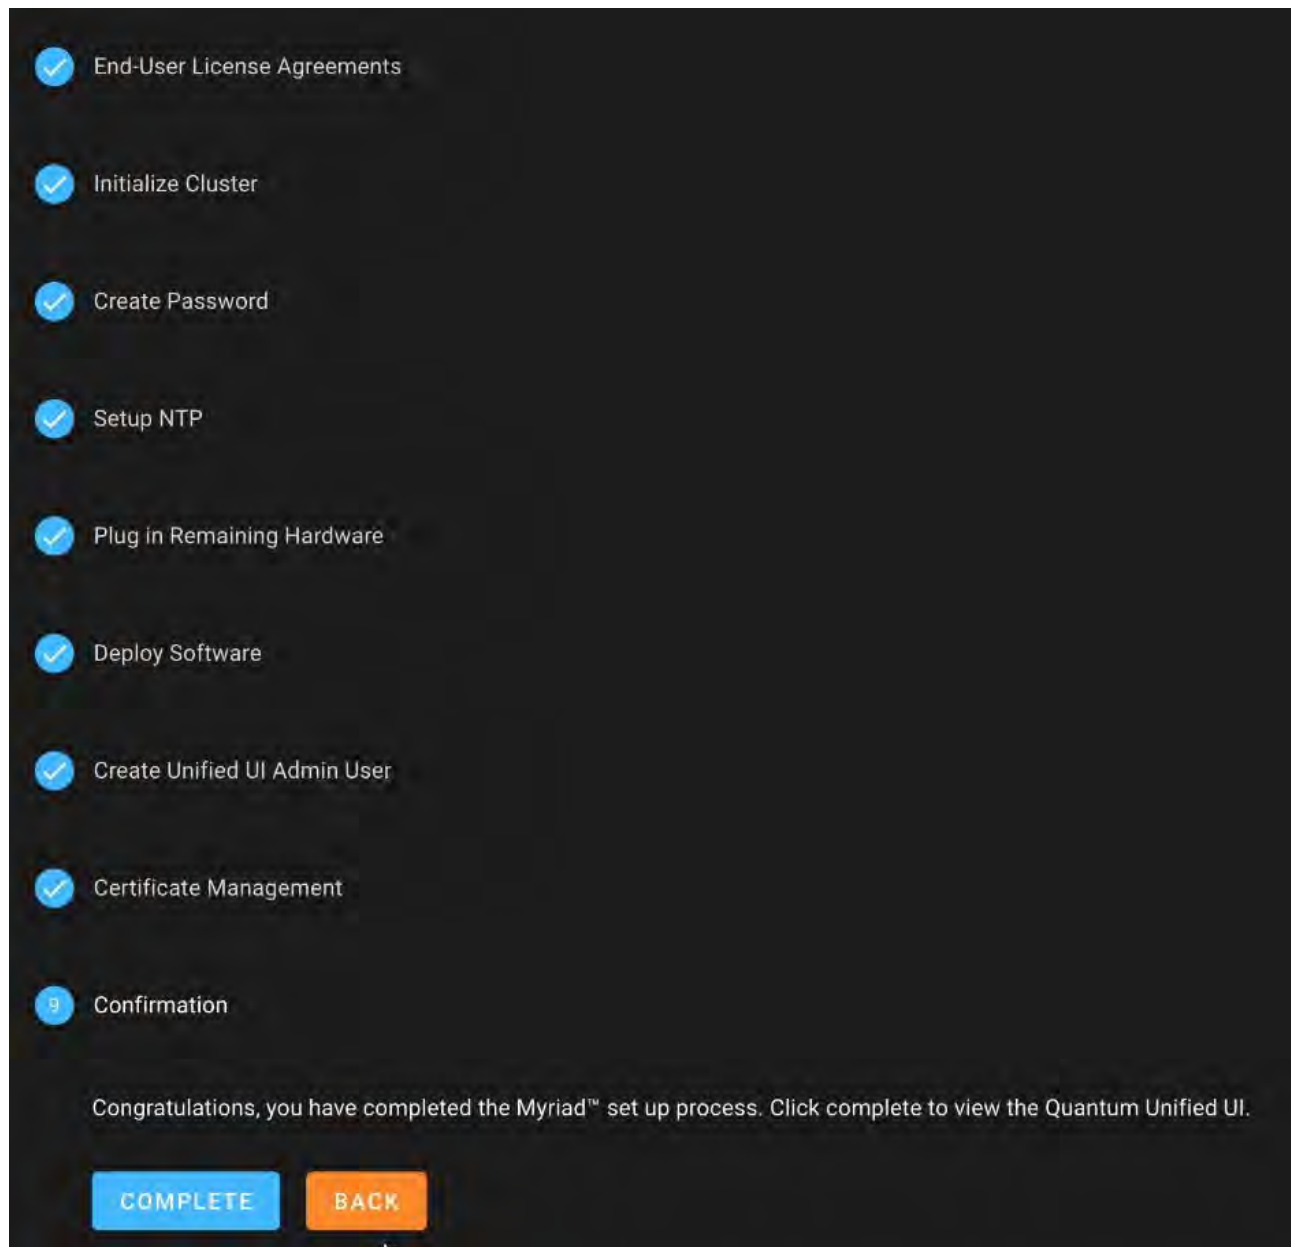 End-User License Agreements
Initialize Cluster
Create Password
Setup NTP
Plug in Remaining Hardware
Deploy Software
Create Unified UI Admin User
Certificate Management
9 Confirmation
Congratulations, you have completed the Myriad™ set up process. Click complete to view the Quantum Unified UI.
COMPLETE BACK